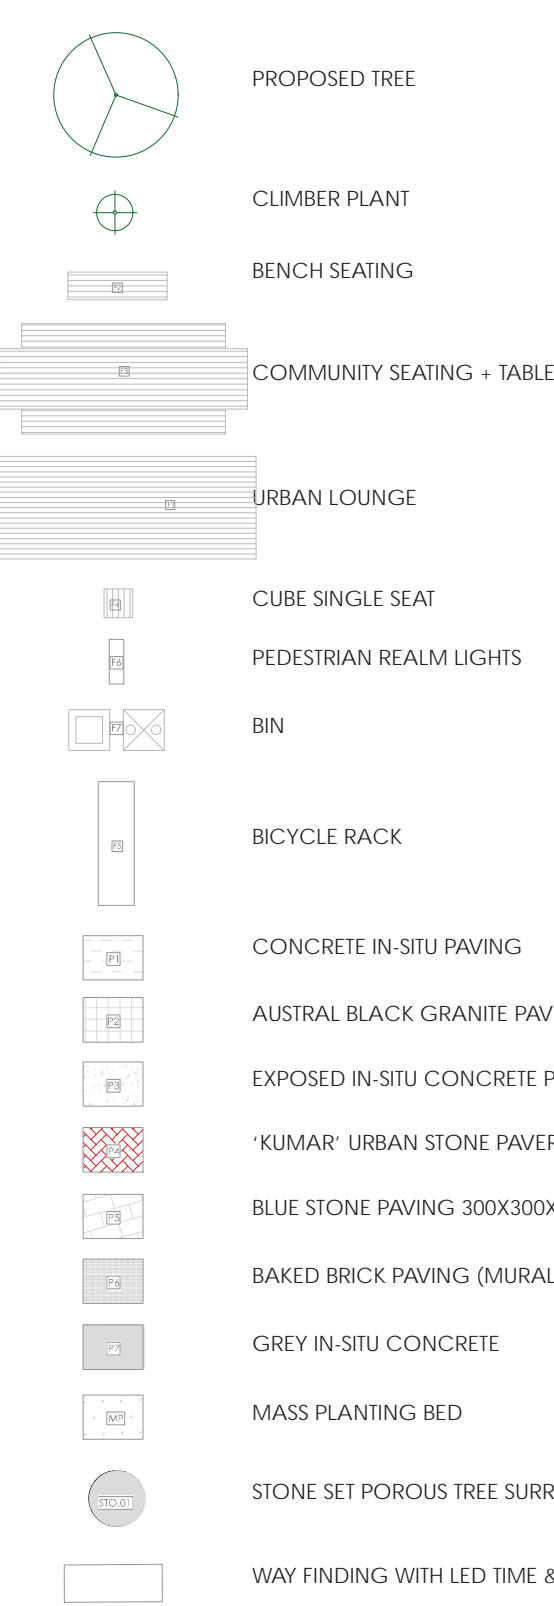 PROPOSED TREE
CLIMBER PLANT
BENCH SEATING
F2
COMMUNITY SEATING + TABLE
F3
URBAN LOUNGE
F1
CUBE SINGLE SEAT
F4
PEDESTRIAN REALM LIGHTS
F6
BIN
F7
BICYCLE RACK
F5
CONCRETE IN-SITU PAVING
P1
AUSTRAL BLACK GRANITE PAV
P2
EXPOSED IN-SITU CONCRETE P
P3
‘KUMAR’ URBAN STONE PAVER
P4
BLUE STONE PAVING 300X300X
P5
BAKED BRICK PAVING (MURAL
P6
GREY IN-SITU CONCRETE
P7
MASS PLANTING BED
MP
STONE SET POROUS TREE SURR
STO.01
WAY FINDING WITH LED TIME &